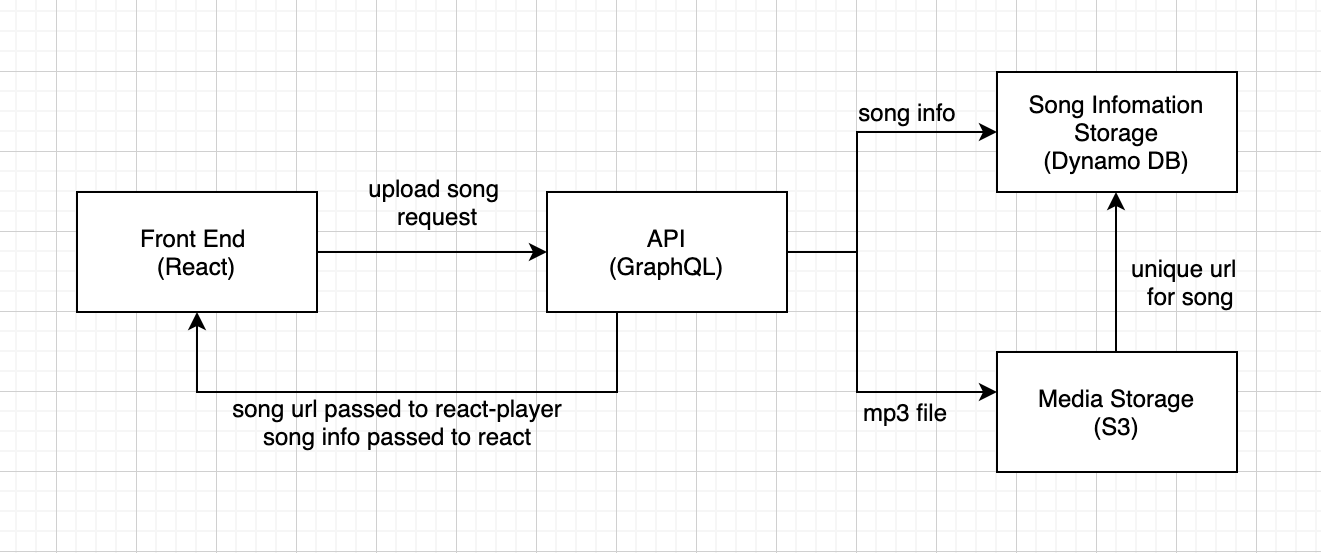 Front End
(React)
upload song
request
API
(GraphQL)
song info
Song Infomation
Storage
(Dynamo DB)
unique url
for song
mp3 file
Media Storage
(S3)
song url passed to react-player
song info passed to react